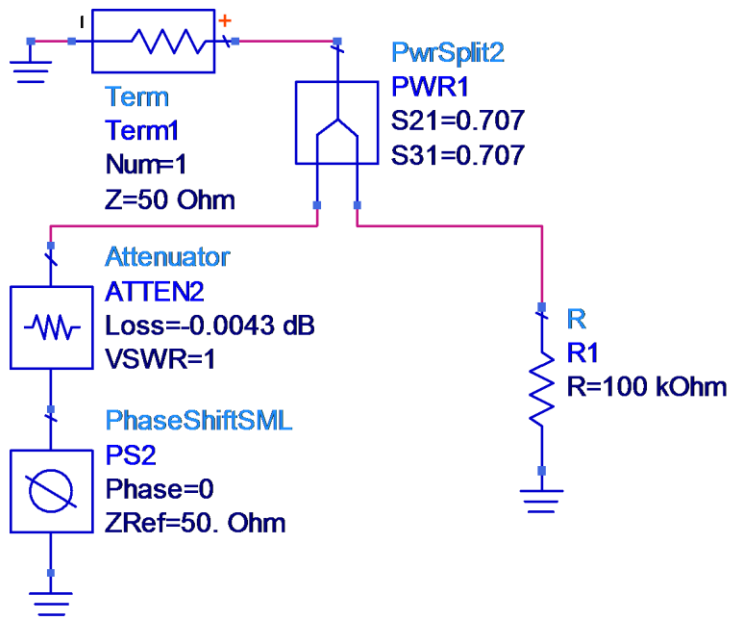 Term
Term1
Num=1
Z=50 Ohm
PwrSplit2
PWR1
S21=0.707
S31=0.707
Attenuator
ATTEN2
Loss=-0.0043 dB
VSWR=1
R
R1
R=100 kOhm
PhaseShiftSML
PS2
Phase=0
ZRef=50. Ohm